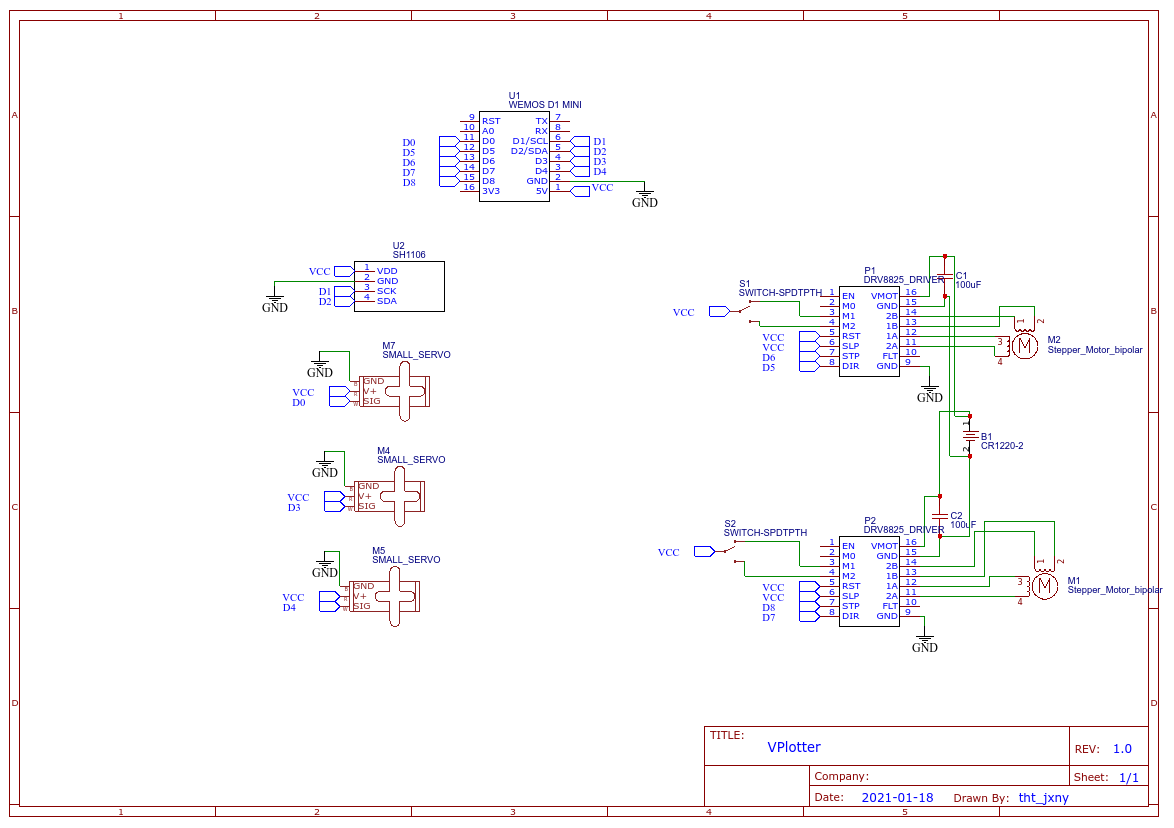 1 2 3 4 5
A A
B B
C C
D D
U1
WEMOS D1 MINI
9 RST TX 7
10 A0 RX 8
D0 11 D0 D1/SCL 6 D1
D5 12 D5 D2/SDA 5 D2
D6 13 D6 D3 4 D3
D7 14 D7 D4 3 D4
D8 15 D8 GND 2
16 3V3 5V 1 VCC
GND
U2
SH1106
VCC 1 VDD
2 GND
D1 3 SCK
D2 4 SDA
GND
M7
SMALL_SERVO
GND
B GND
VCC R V+
D0 W SIG
M4
SMALL_SERVO
GND
B GND
VCC R V+
D3 W SIG
M5
SMALL_SERVO
GND
B GND
VCC R V+
D4 W SIG
S1
SWITCH-SPDTPTH
VCC
P1
DRV8825_DRIVER
1 EN VMOT 16
2 M0 GND 15
3 M1 2B 14
4 M2 1B 13
VCC 5 RST 1A 12
VCC 6 SLP 2A 11
D6 7 STP FLT 10
D5 8 DIR GND 9
GND
C1
100uF
1 2
3
4
M
M2
Stepper_Motor_bipolar
1
2
B1
CR1220-2
S2
SWITCH-SPDTPTH
VCC
P2
DRV8825_DRIVER
1 EN VMOT 16
2 M0 GND 15
3 M1 2B 14
4 M2 1B 13
VCC 5 RST 1A 12
VCC 6 SLP 2A 11
D8 7 STP FLT 10
D7 8 DIR GND 9
GND
C2
100uF
1 2
3
4
M
M1
Stepper_Motor_bipolar
TITLE:
VPlotter
REV: 1.0
Company:
Sheet: 1/1
Date: 2021-01-18 Drawn By: tht_jxny
1 2 3 4 5